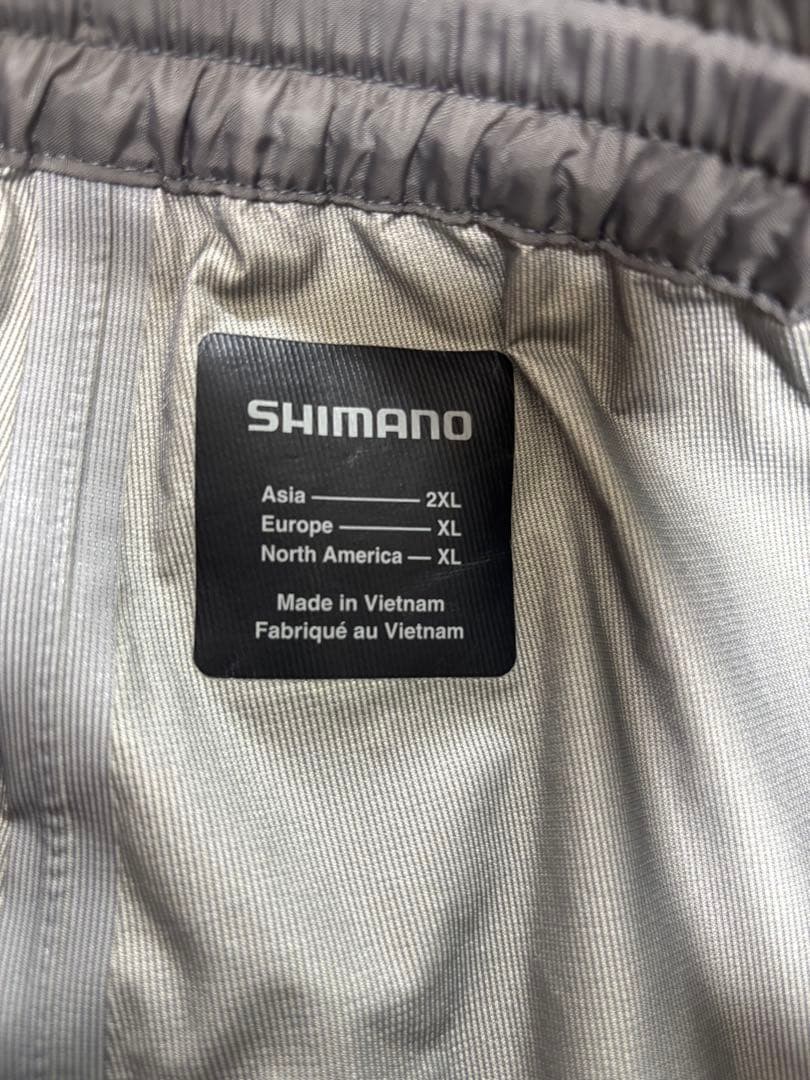 SHIMANO
Asia — 2XL
Europe — XL
North America — XL
Made in Vietnam
Fabriqué au Vietnam